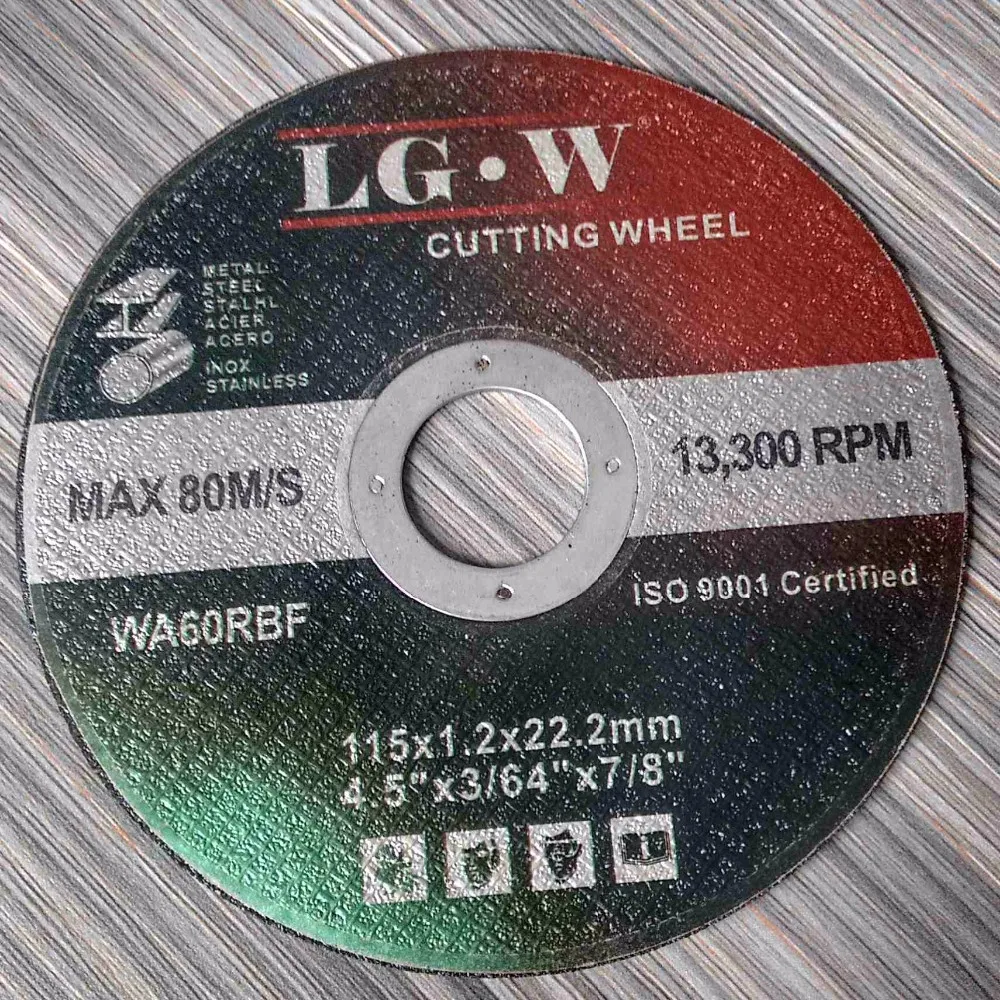 LG·W®
CUTTING WHEEL
METAL
STEEL
STALHL
ACIER
ACERO
INOX
STAINLESS
MAX 80M/S
13,300 RPM
WA60RBF
ISO 9001 Certified
115x1.2x22.2mm
4.5"x3/64"x7/8"